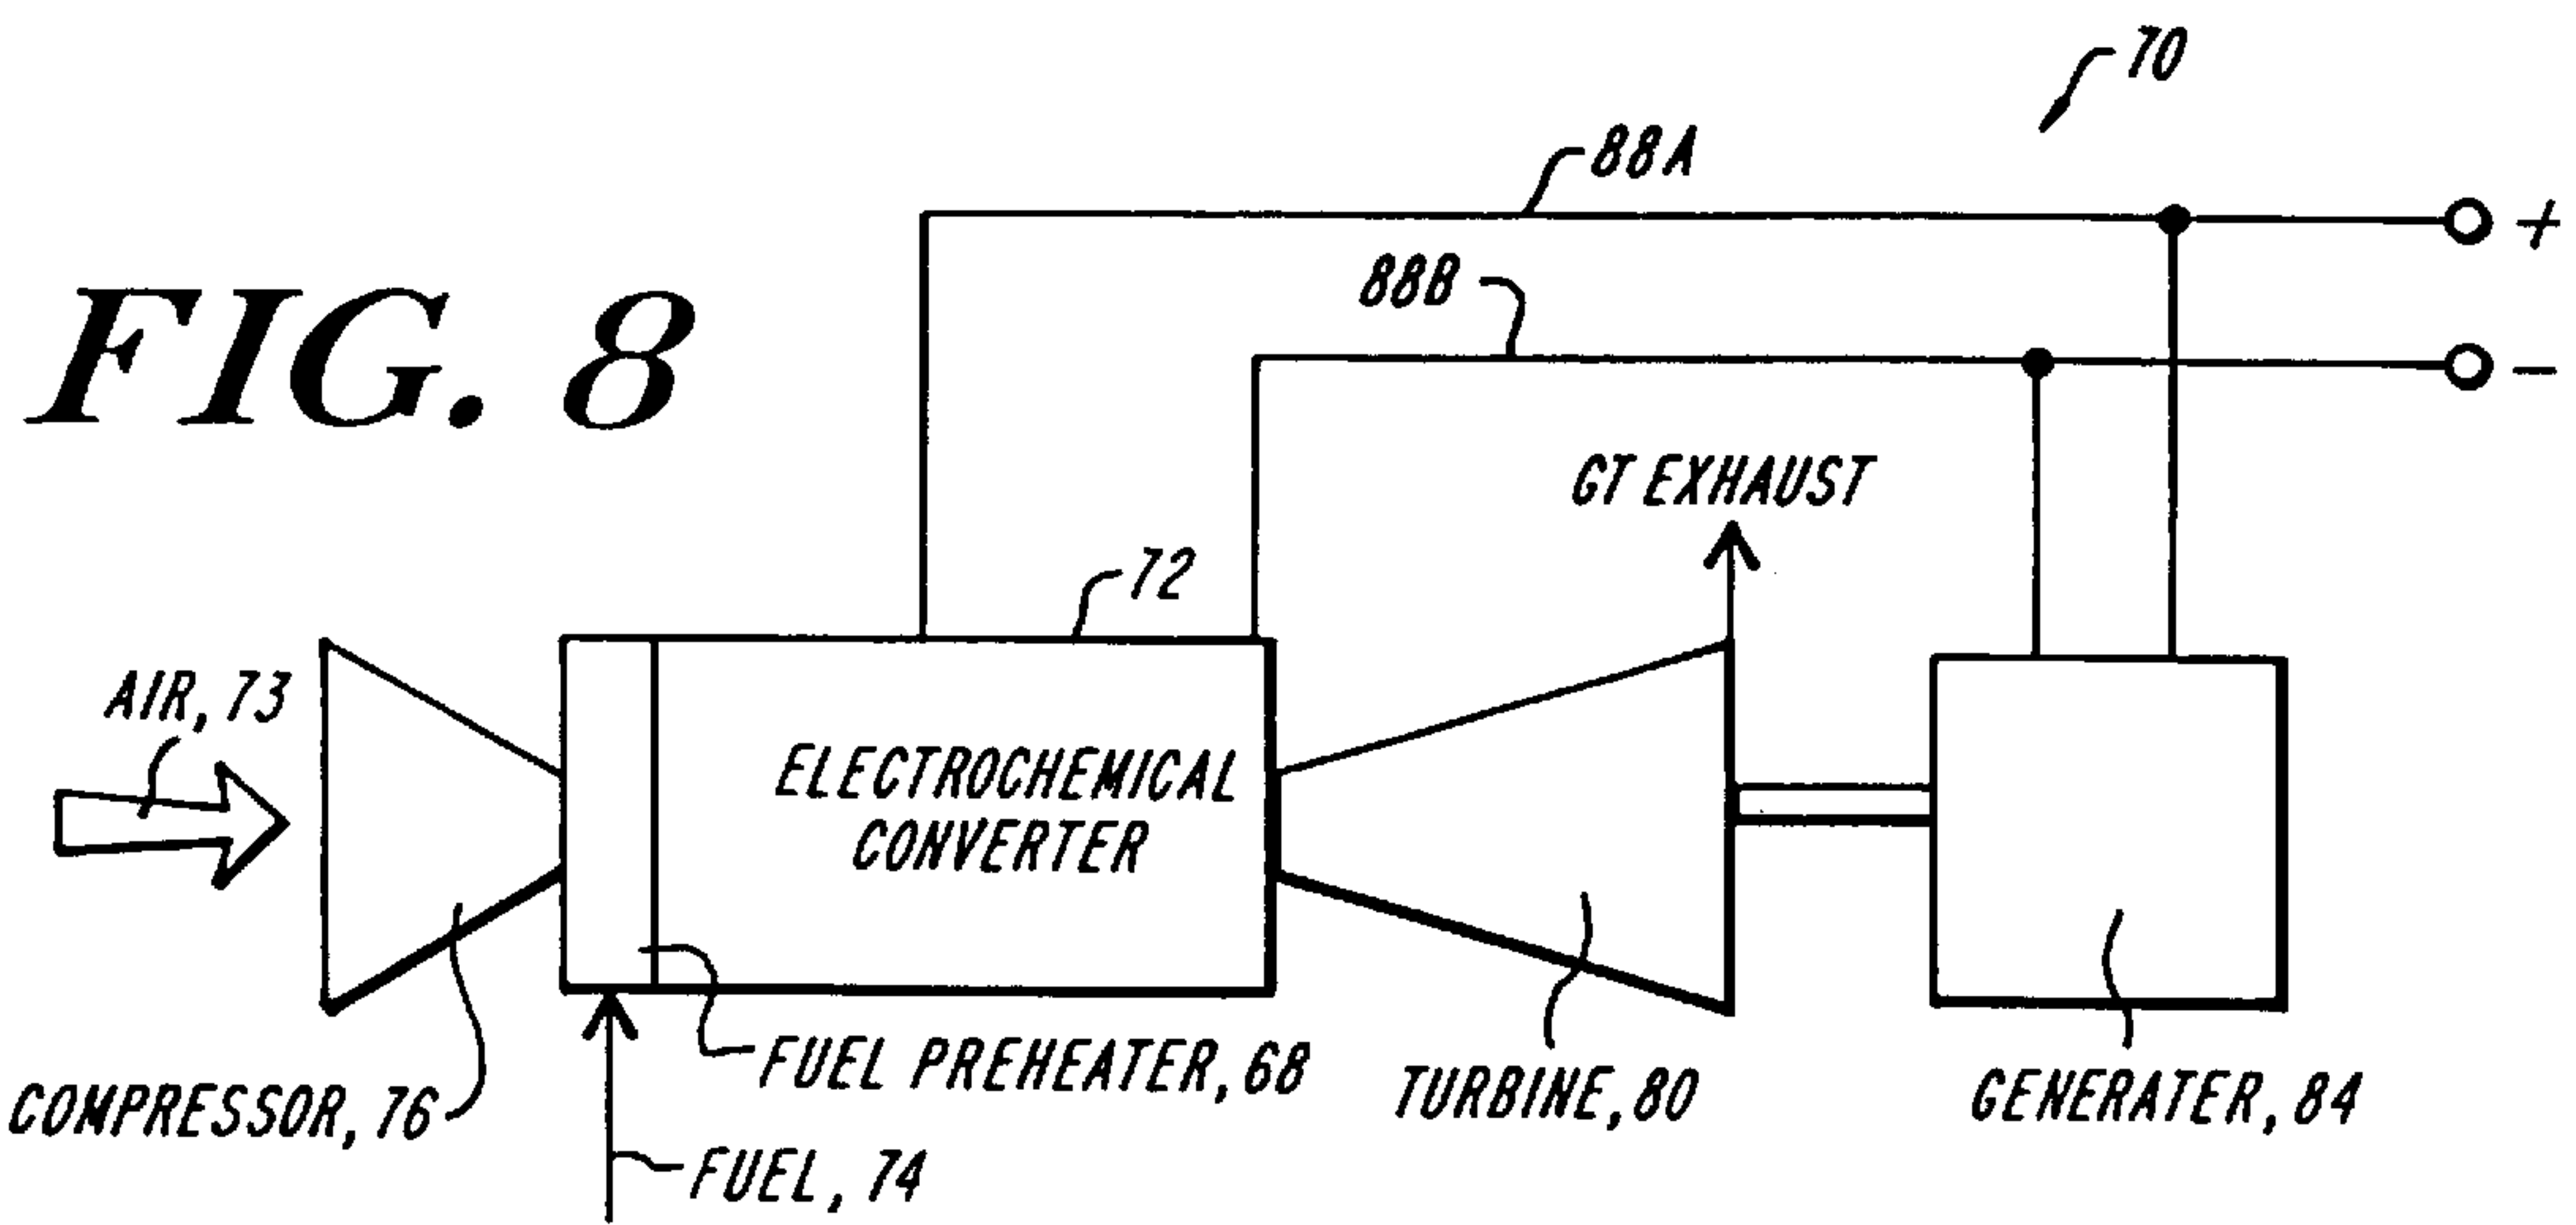 70
88A
+
88B
FIG. 8
-
GT EXHAUST
72
AIR, 73
ELECTROCHEMICAL
CONVERTER
FUEL PREHEATER, 68
TURBINE, 80
GENERATER, 84
COMPRESSOR, 76
FUEL, 74